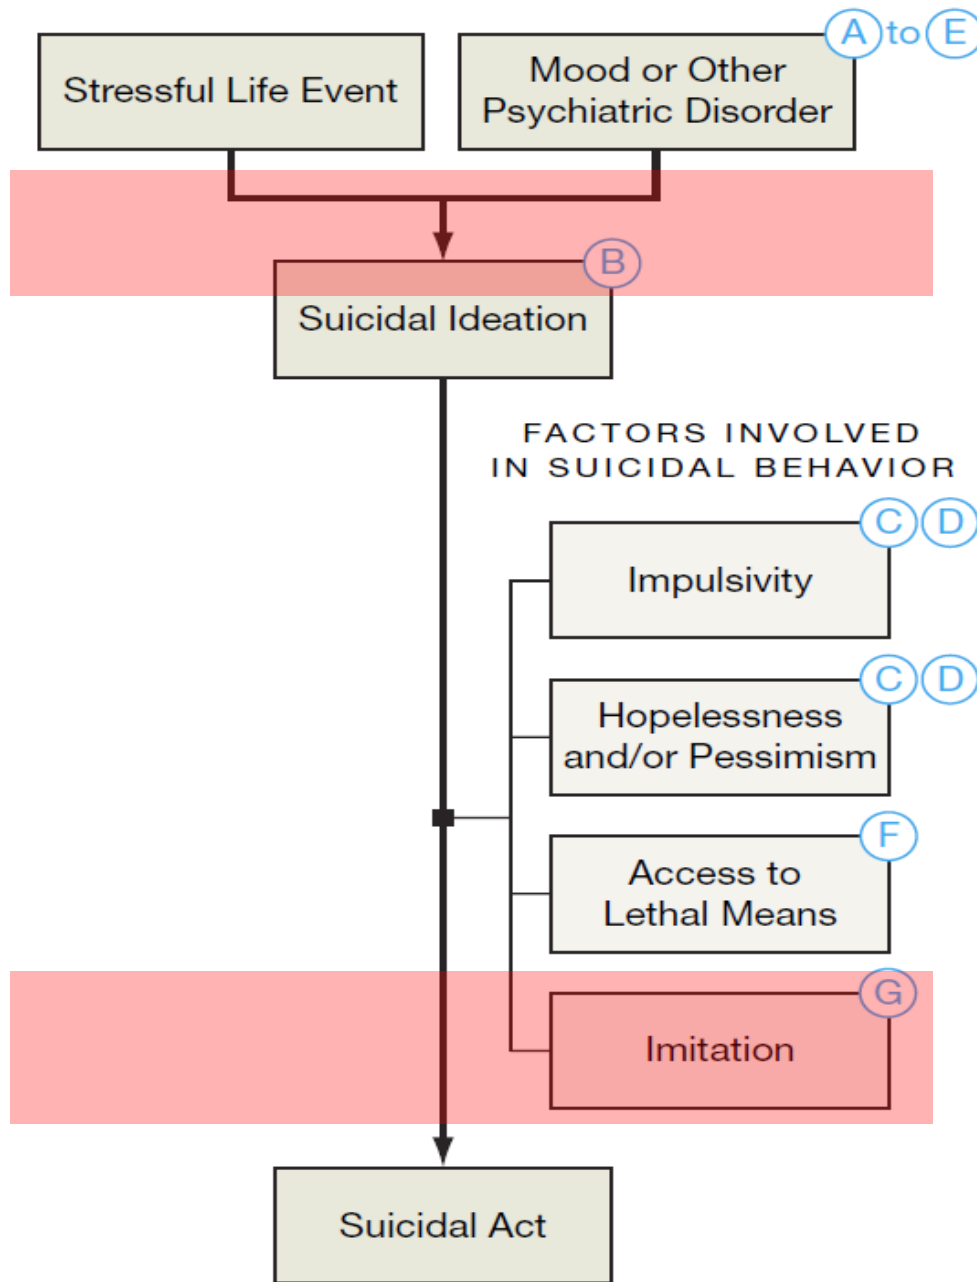 A to E
Stressful Life Event
Mood or Other
Psychiatric Disorder
B
Suicidal Ideation
FACTORS INVOLVED
IN SUICIDAL BEHAVIOR
C D
Impulsivity
C D
Hopelessness
and/or Pessimism
F
Access to
Lethal Means
G
Imitation
Suicidal Act